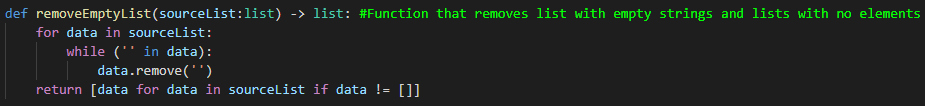 def removeEmptyList(sourceList:list) -> list: #Function that removes list with empty strings and lists with no elements
    for data in sourceList:
        while ('' in data):
            data.remove('')
    return [data for data in sourceList if data != []]